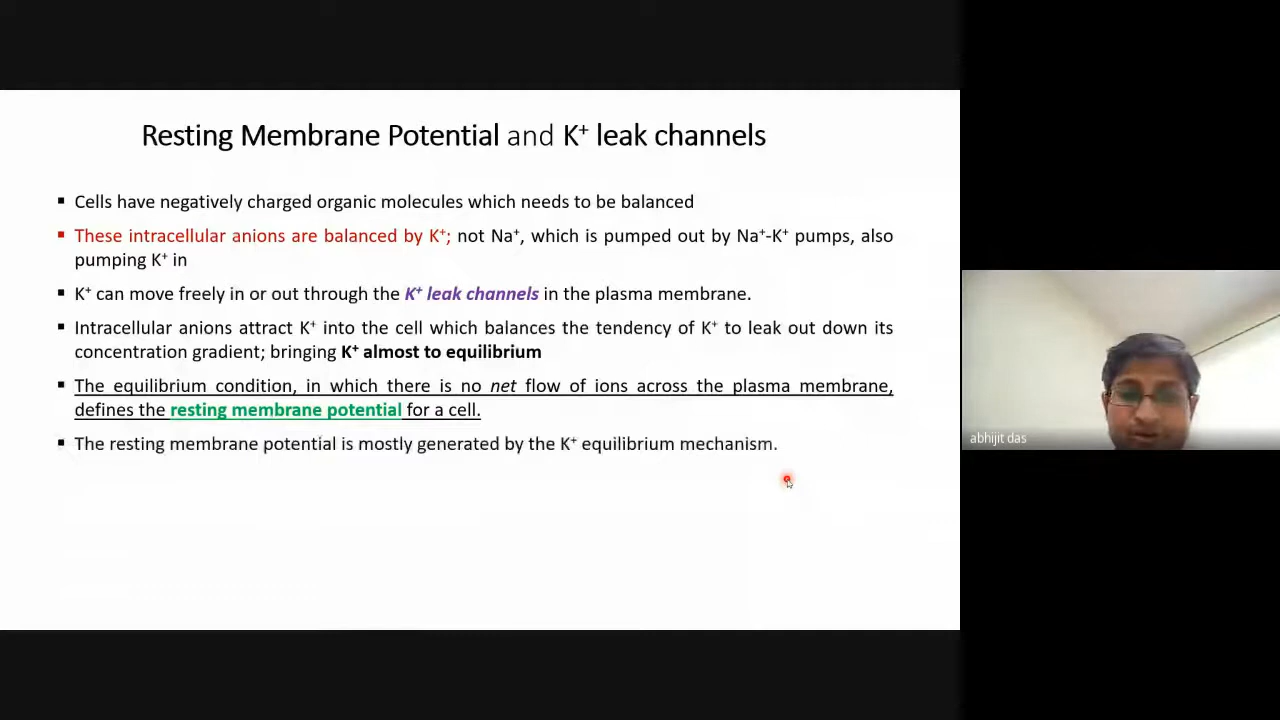 Resting Membrane Potential and K⁺ leak channels
▪ Cells have negatively charged organic molecules which needs to be balanced
▪ These intracellular anions are balanced by K⁺; not Na⁺, which is pumped out by Na⁺-K⁺ pumps, also
pumping K⁺ in
▪ K⁺ can move freely in or out through the K⁺ leak channels in the plasma membrane.
▪ Intracellular anions attract K⁺ into the cell which balances the tendency of K⁺ to leak out down its
concentration gradient; bringing K⁺ almost to equilibrium
▪ The equilibrium condition, in which there is no net flow of ions across the plasma membrane,
defines the resting membrane potential for a cell.
▪ The resting membrane potential is mostly generated by the K⁺ equilibrium mechanism.
abhijit das